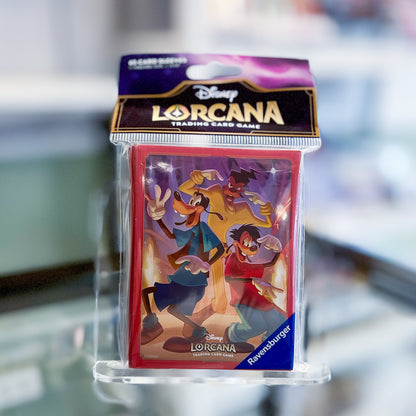 65 CARD SLEEVES
Disney
LORCANA
TRADING CARD GAME
Disney
LORCANA
TRADING CARD GAME
Ravensburger